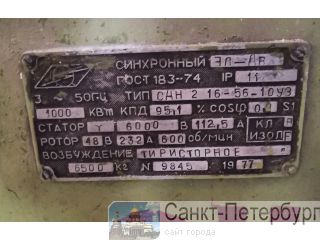 СИНХРОННЫЙ
ГОСТ 183-74 IP 11
3 ~ 50ГЦ ТИП СДН 2 16-56-10У3
1000 КВт КПД 95,1 % COSφ 0,9 S1
СТАТОР Y 6000 В 112,5 А КЛ
РОТОР 48 В 232 А 600 об/мин ИЗОЛ
ВОЗБУЖДЕНИЕ ТИРИСТОРНОЕ
6500 КГ N 9845 1977
Санкт-Петербург
сайт города